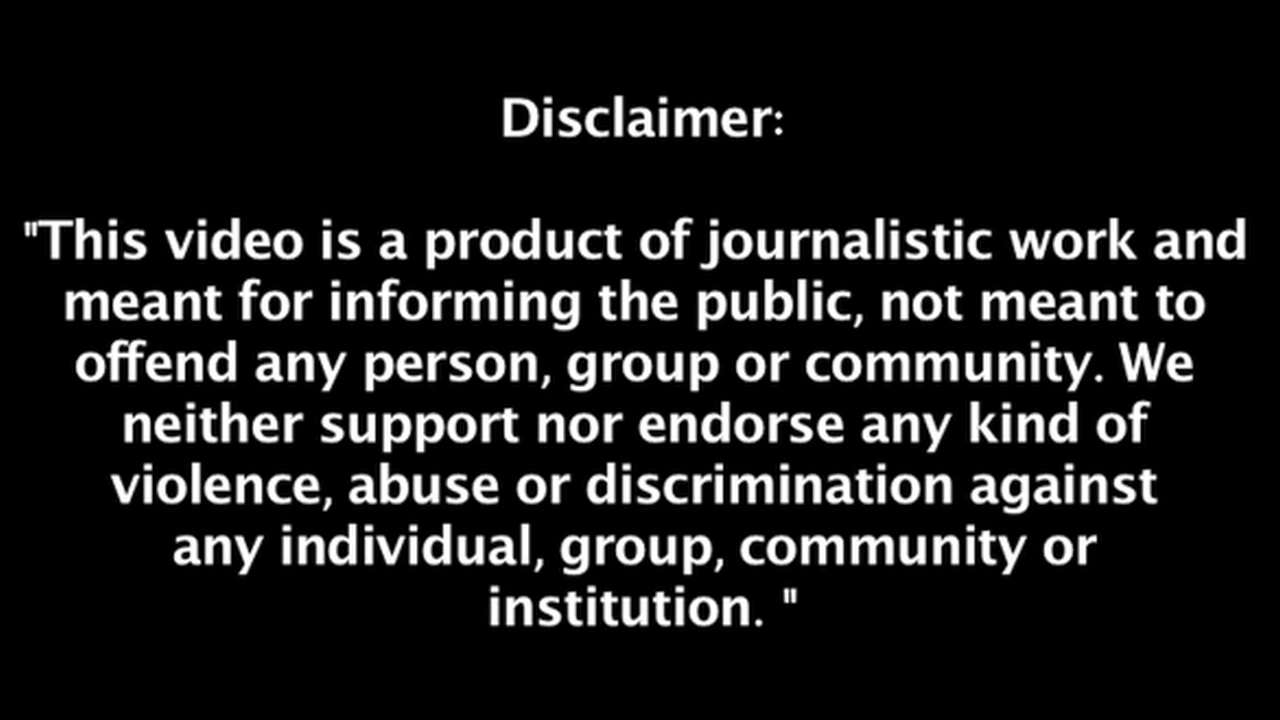 Disclaimer:
"This video is a product of journalistic work and
meant for informing the public, not meant to
offend any person, group or community. We
neither support nor endorse any kind of
violence, abuse or discrimination against
any individual, group, community or
institution. "